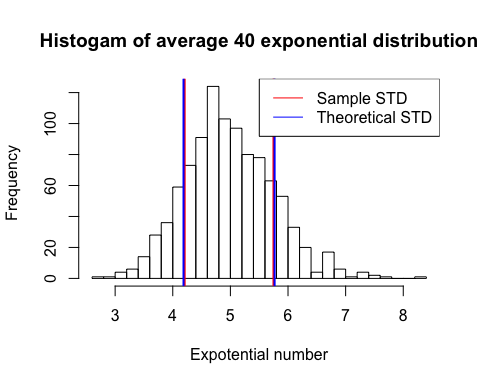 Histogam of average 40 exponential distribution
Sample STD
Theoretical STD
Frequency
100
60
20
0
3 4 5 6 7 8
Expotential number